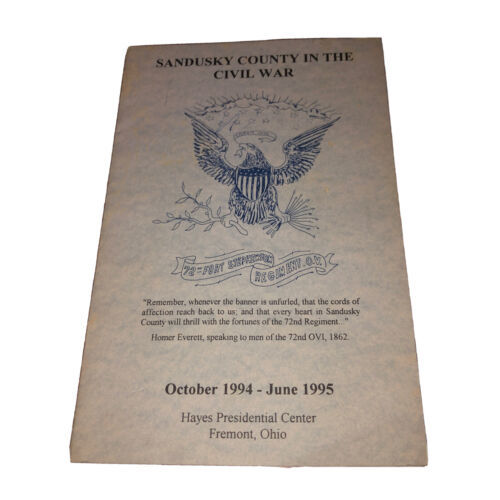 SANDUSKY COUNTY IN THE
CIVIL WAR
72ND FORT STEPHENSON
REGIMENT. O.V.
"Remember, whenever the banner is unfurled, that the cords of
affection reach back to us; and that every heart in Sandusky
County will thrill with the fortunes of the 72nd Regiment..."
Homer Everett, speaking to men of the 72nd OVI, 1862.
October 1994 - June 1995
Hayes Presidential Center
Fremont, Ohio